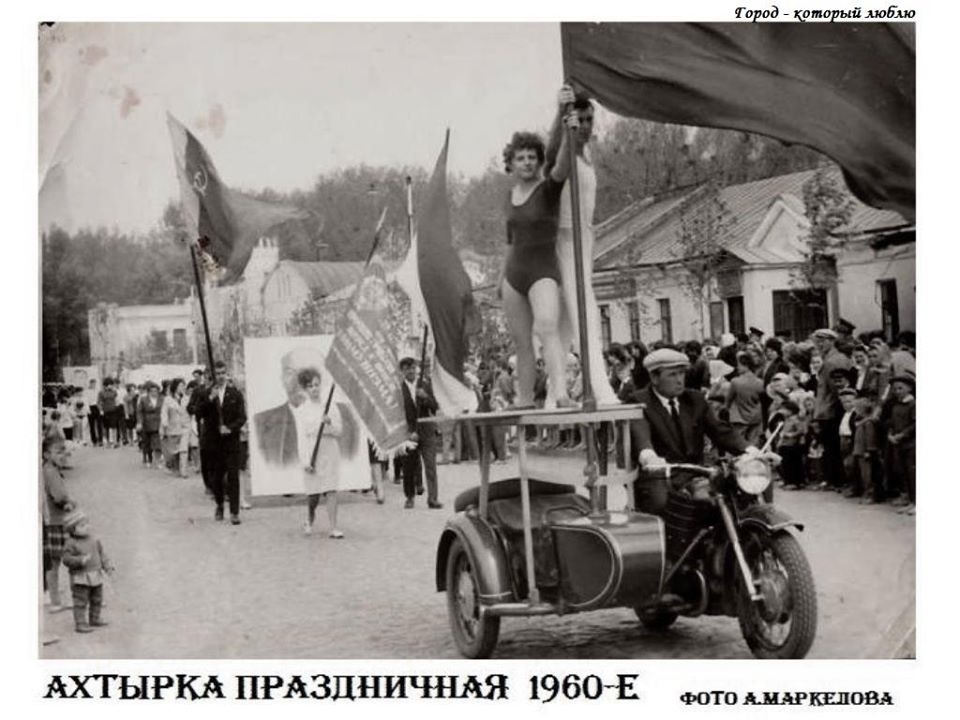 Город - который люблю
АХТЫРКА ПРАЗДНИЧНАЯ 1960-Е
ФОТО А.МАРКЕЛОВА